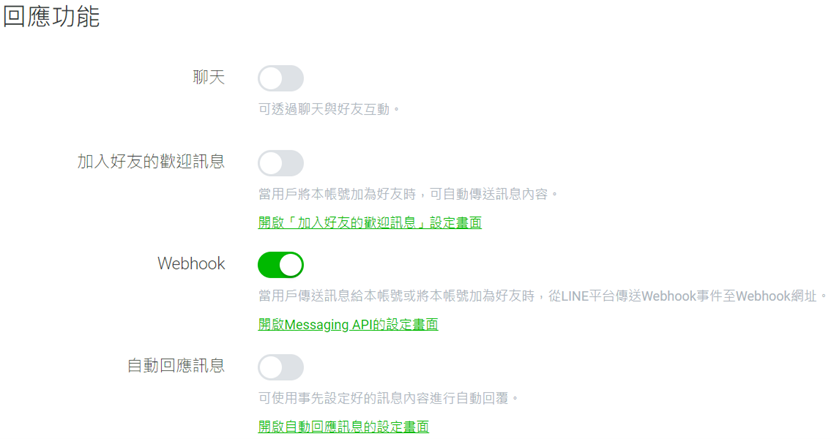 回應功能
聊天
可透過聊天與好友互動。
加入好友的歡迎訊息
當用戶將本帳號加為好友時，可自動傳送訊息內容。
開啟「加入好友的歡迎訊息」設定畫面
Webhook
當用戶傳送訊息給本帳號或將本帳號加為好友時，從LINE平台傳送Webhook事件至Webhook網址。
開啟Messaging API的設定畫面
自動回應訊息
可使用事先設定好的訊息內容進行自動回覆。
開啟自動回應訊息的設定畫面